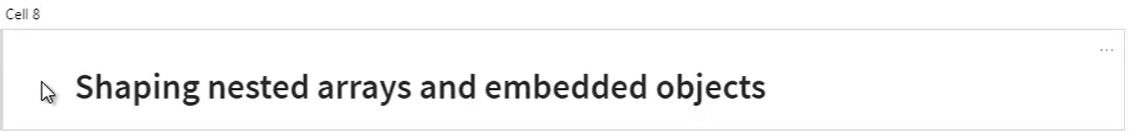 Cell 8
...
Shaping nested arrays and embedded objects